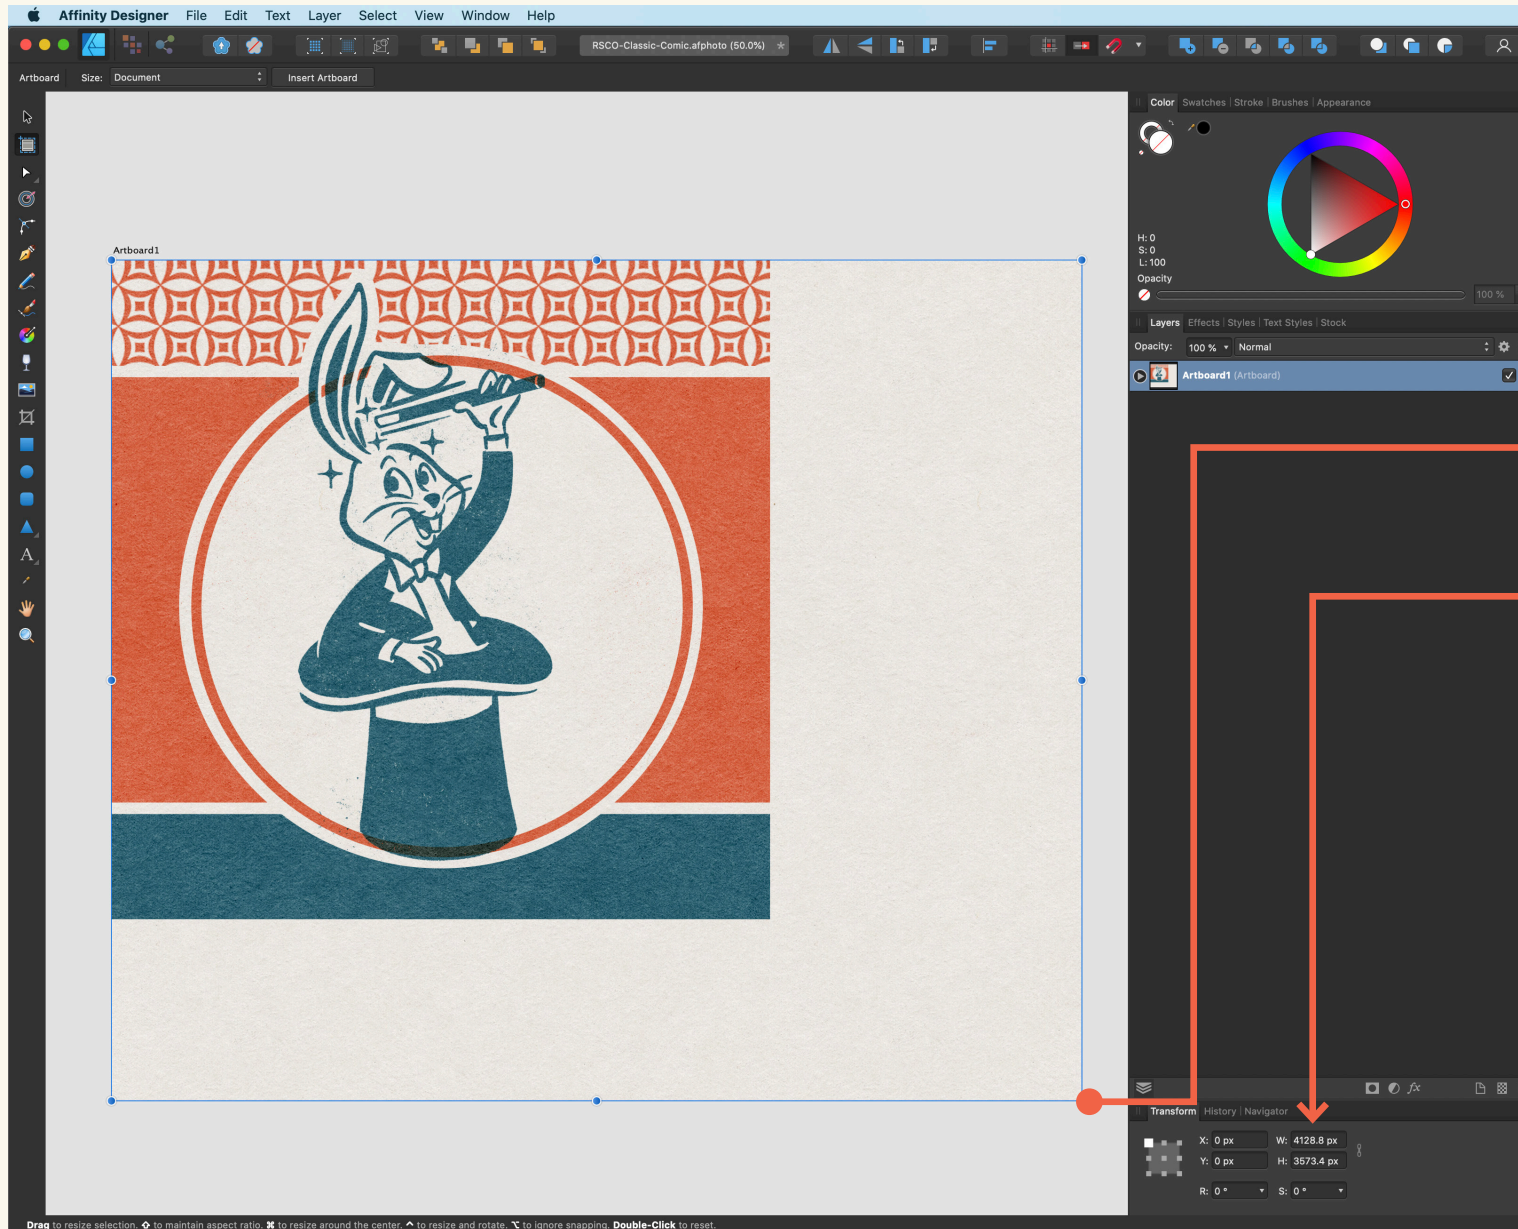 Affinity Designer File Edit Text Layer Select View Window Help
RSCO-Classic-Comic.afphoto (50.0%)
Artboard Size: Document Insert Artboard
Color Swatches Stroke Brushes Appearance
H: 0
S: 0
L: 100
Opacity
100 %
Layers Effects Styles Text Styles Stock
Opacity: 100 % Normal
Artboard1 (Artboard)
Artboard1
A
fx
Transform History Navigator
X: 0 px W: 4128.8 px
Y: 0 px H: 3573.4 px
R: 0 ° S: 0 °
Drag to resize selection. ⇧ to maintain aspect ratio. ⌘ to resize around the center. ^ to resize and rotate. ⌥ to ignore snapping. Double-Click to reset.